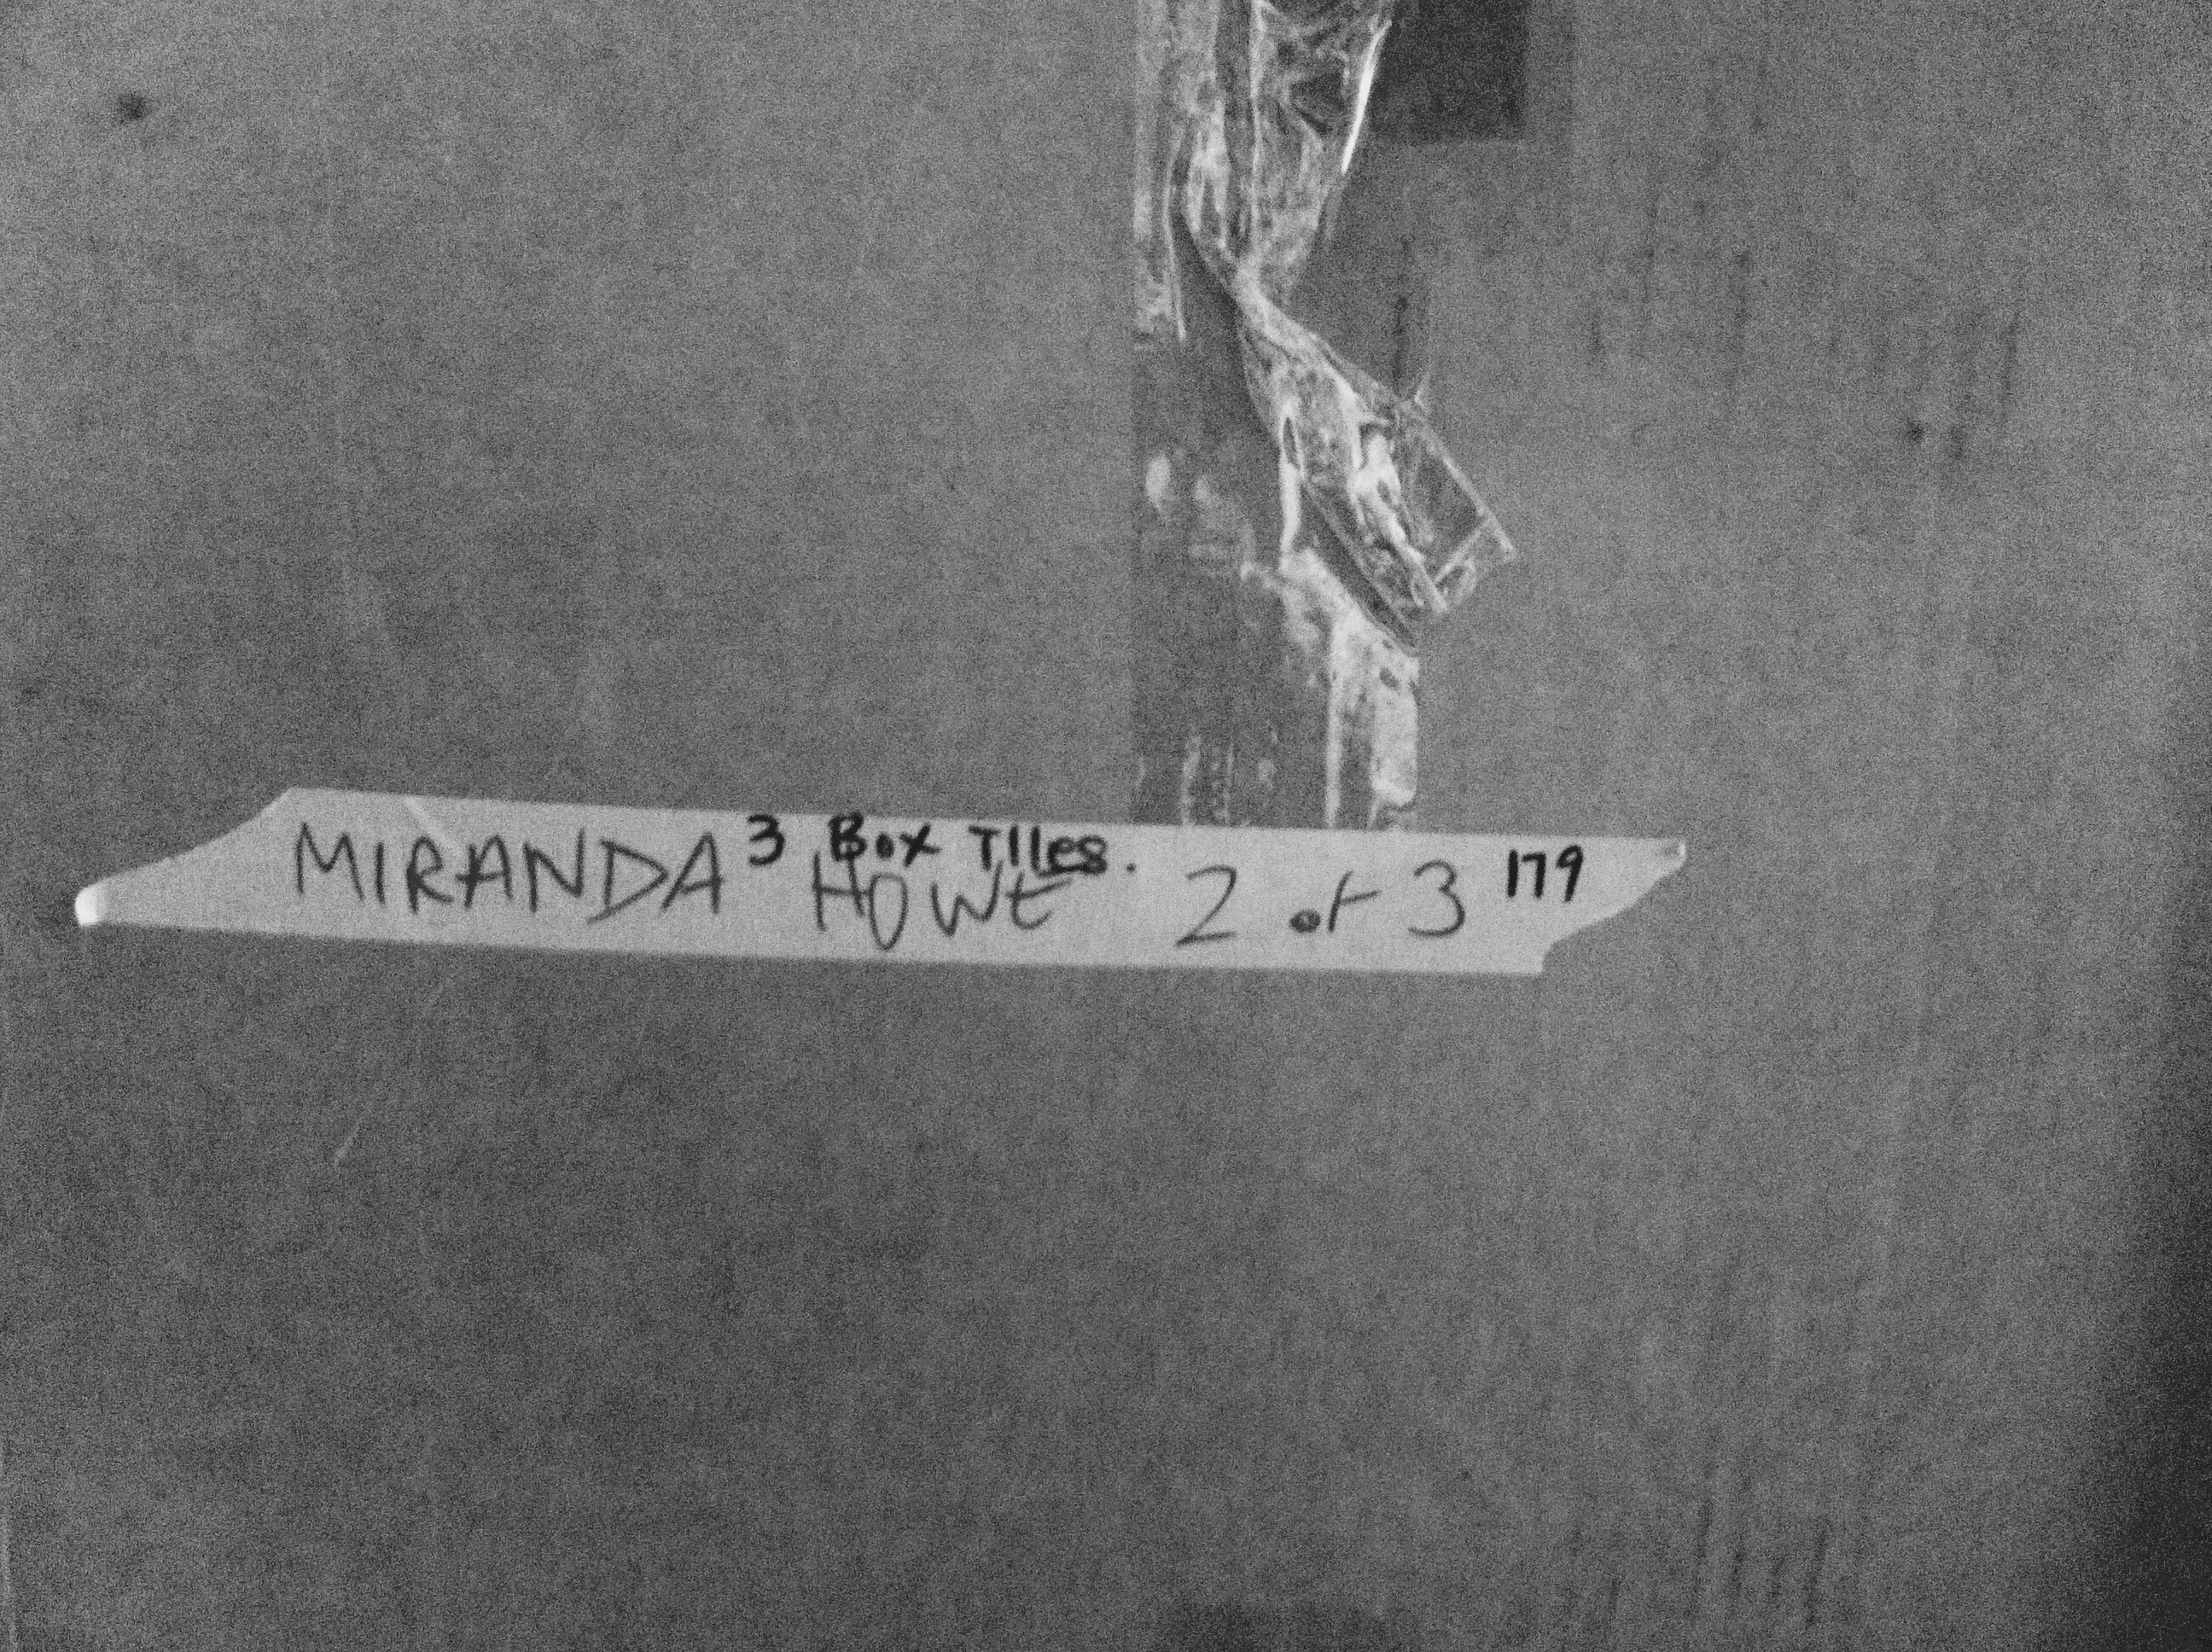 3 Box Tiles.
MIRANDA HOWE 2 of 3 179